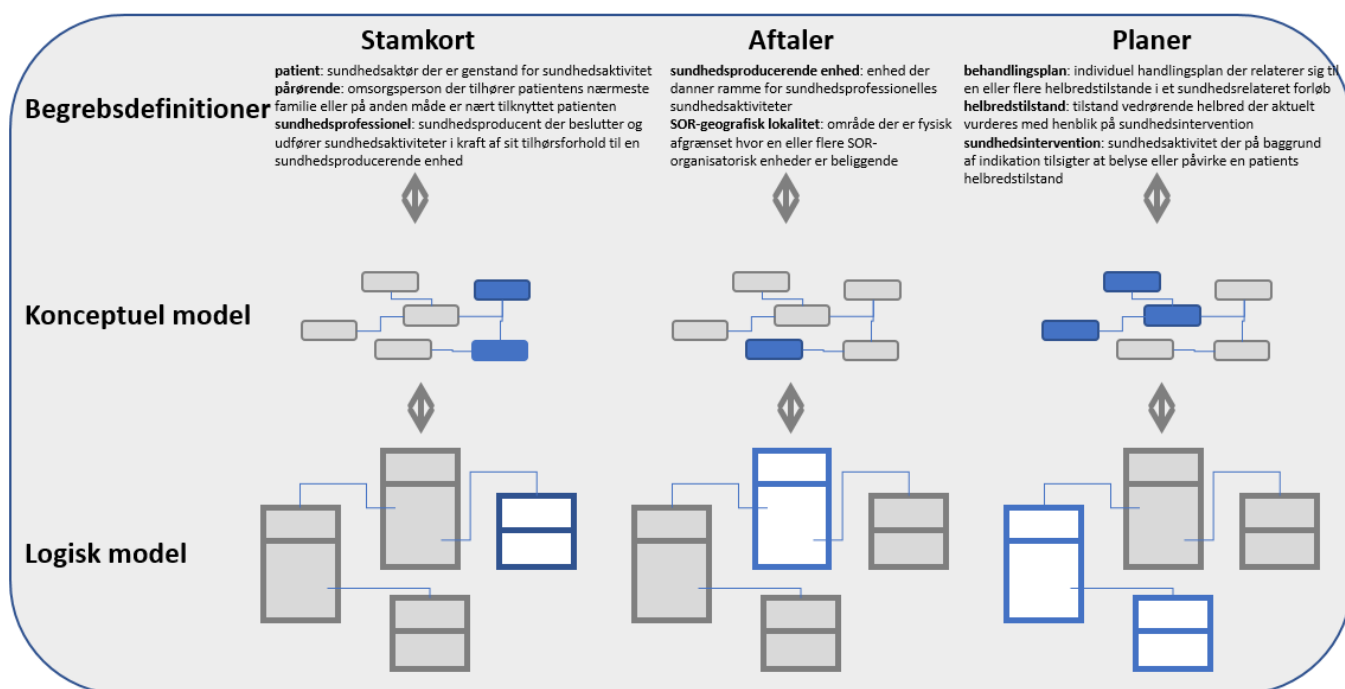 Stamkort
Aftaler
Planer
Begrebsdefinitioner
patient: sundhedsaktør der er genstand for sundhedsaktivitet
pårørende: omsorgsperson der tilhører patientens nærmeste
familie eller på anden måde er nært tilknyttet patienten
sundhedsprofessionel: sundhedsproducent der beslutter og
udfører sundhedsaktiviteter i kraft af sit tilhørsforhold til en
sundhedsproducerende enhed
sundhedsproducerende enhed: enhed der
danner ramme for sundhedsprofessionelles
sundhedsaktiviteter
SOR-geografisk lokalitet: område der er fysisk
afgrænset hvor en eller flere SOR-
organisatorisk enheder er beliggende
behandlingsplan: individuel handlingsplan der relaterer sig til
en eller flere helbredstilstande i et sundhedsrelateret forløb
helbredstilstand: tilstand vedrørende helbred der aktuelt
vurderes med henblik på sundhedsintervention
sundhedsintervention: sundhedsaktivitet der på baggrund
af indikation tilsigter at belyse eller påvirke en patients
helbredstilstand
Konceptuel model
Logisk model